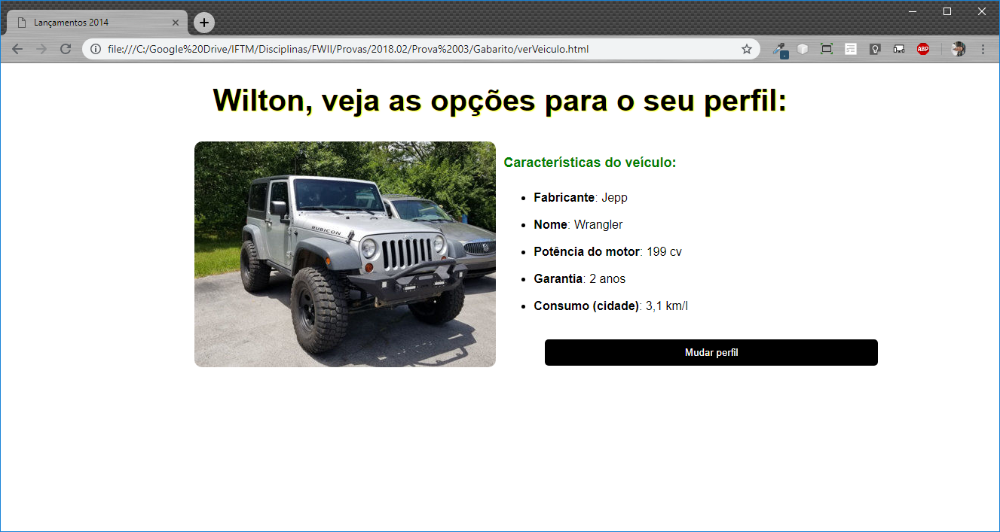 Lançamentos 2014
file:///C:/Google%20Drive/IFTM/Disciplinas/FWII/Provas/2018.02/Prova%2003/Gabarito/verVeiculo.html
ABP
Wilton, veja as opções para o seu perfil:
RUBICON
Jeep
Características do veículo:
Fabricante: Jepp
Nome: Wrangler
Potência do motor: 199 cv
Garantia: 2 anos
Consumo (cidade): 3,1 km/l
Mudar perfil